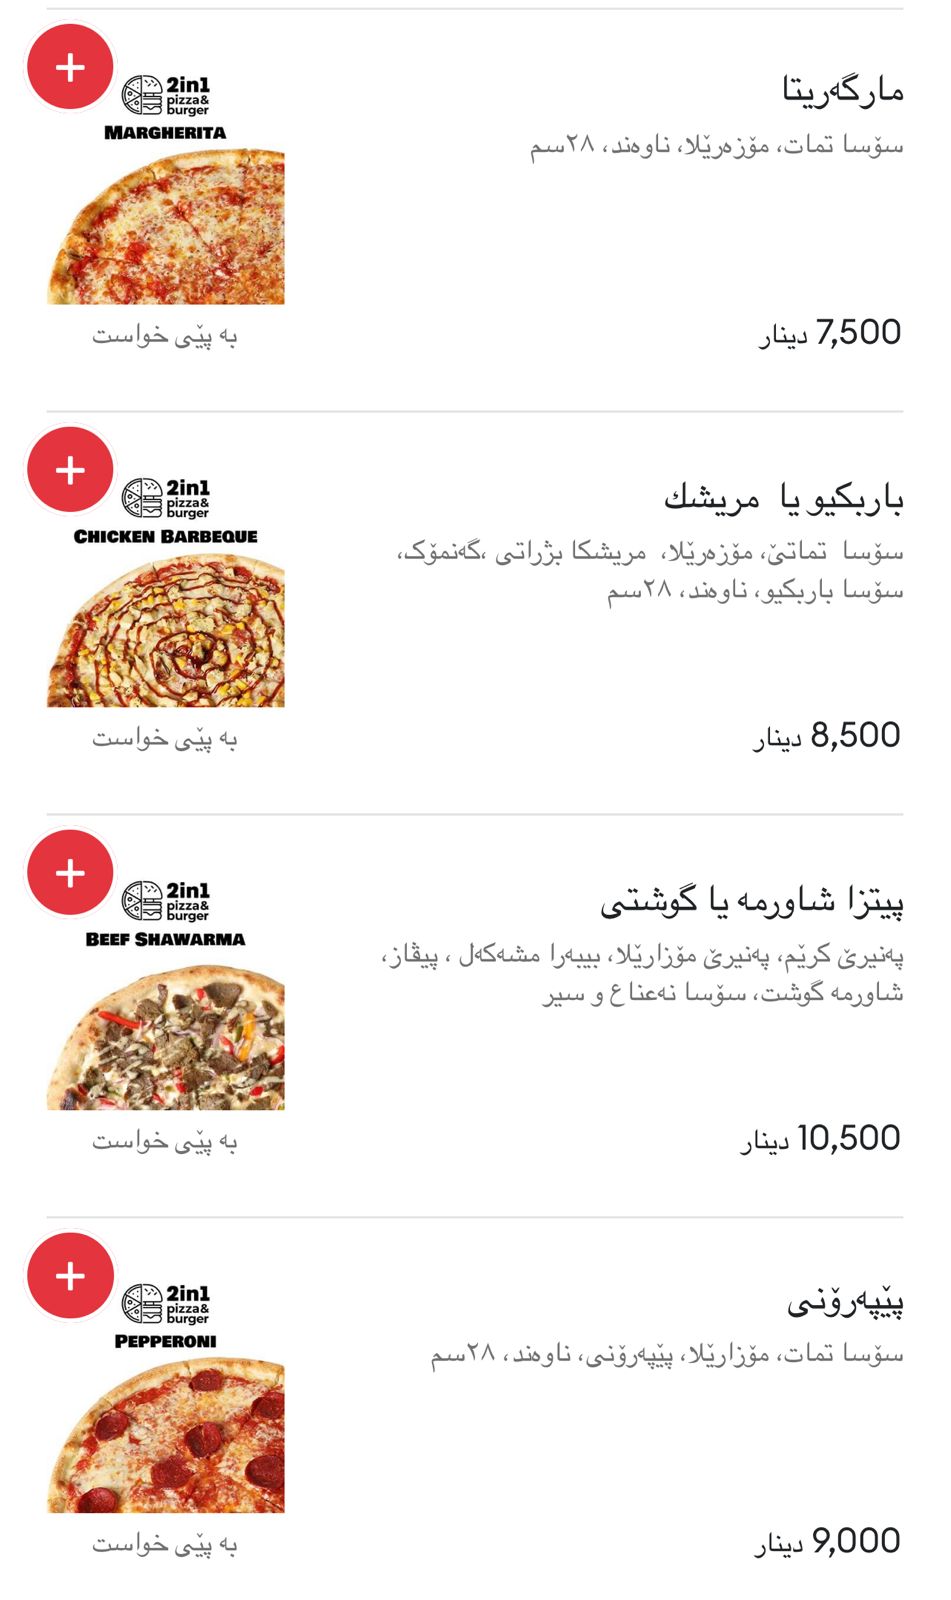 مارگەریتا
سۆسا تمات، مۆزەرێلا، ناوەند، ٢٨سم
7,500 دینار
2in1
pizza&
burger
MARGHERITA
بە پێی خواست
باربکیو یا  مریشك
سۆسا  تماتێ، مۆزەرێلا،  مریشکا بژراتی ،گەنمۆک،
سۆسا باربکیو، ناوەند، ٢٨سم
8,500 دینار
2in1
pizza&
burger
CHICKEN BARBEQUE
بە پێی خواست
پیتزا شاورمە یا گوشتی
پەنیرێ کرێم، پەنیرێ مۆزارێلا، بیبەرا مشەکەل ، پیڤاز،
شاورمە گوشت، سۆسا نەعناع و سیر
10,500 دینار
2in1
pizza&
burger
BEEF SHAWARMA
بە پێی خواست
پێپەرۆنی
سۆسا تمات، مۆزارێلا، پێپەرۆنی، ناوەند، ٢٨سم
9,000 دینار
2in1
pizza&
burger
PEPPERONI
بە پێی خواست